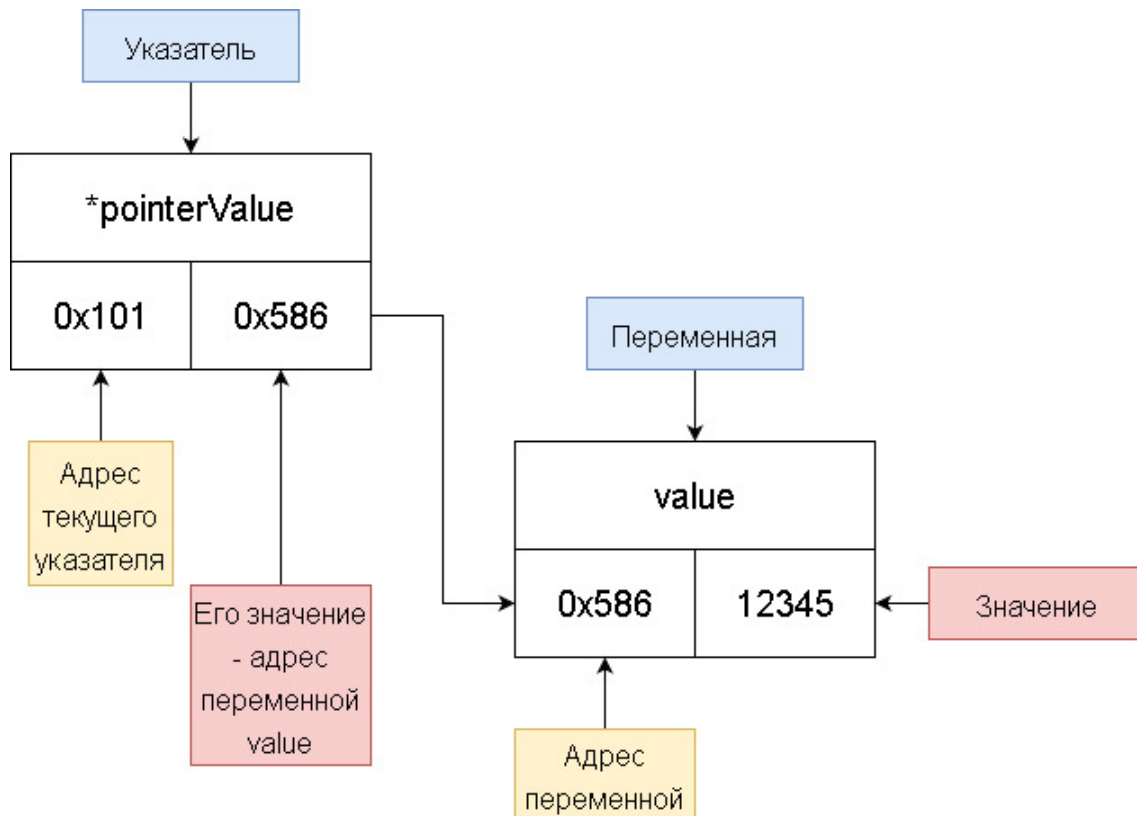 Указатель
*pointerValue
0x101
0x586
Переменная
Адрес
текущего
указателя
value
Его значение
- адрес
переменной
value
0x586
12345
Значение
Адрес
переменной